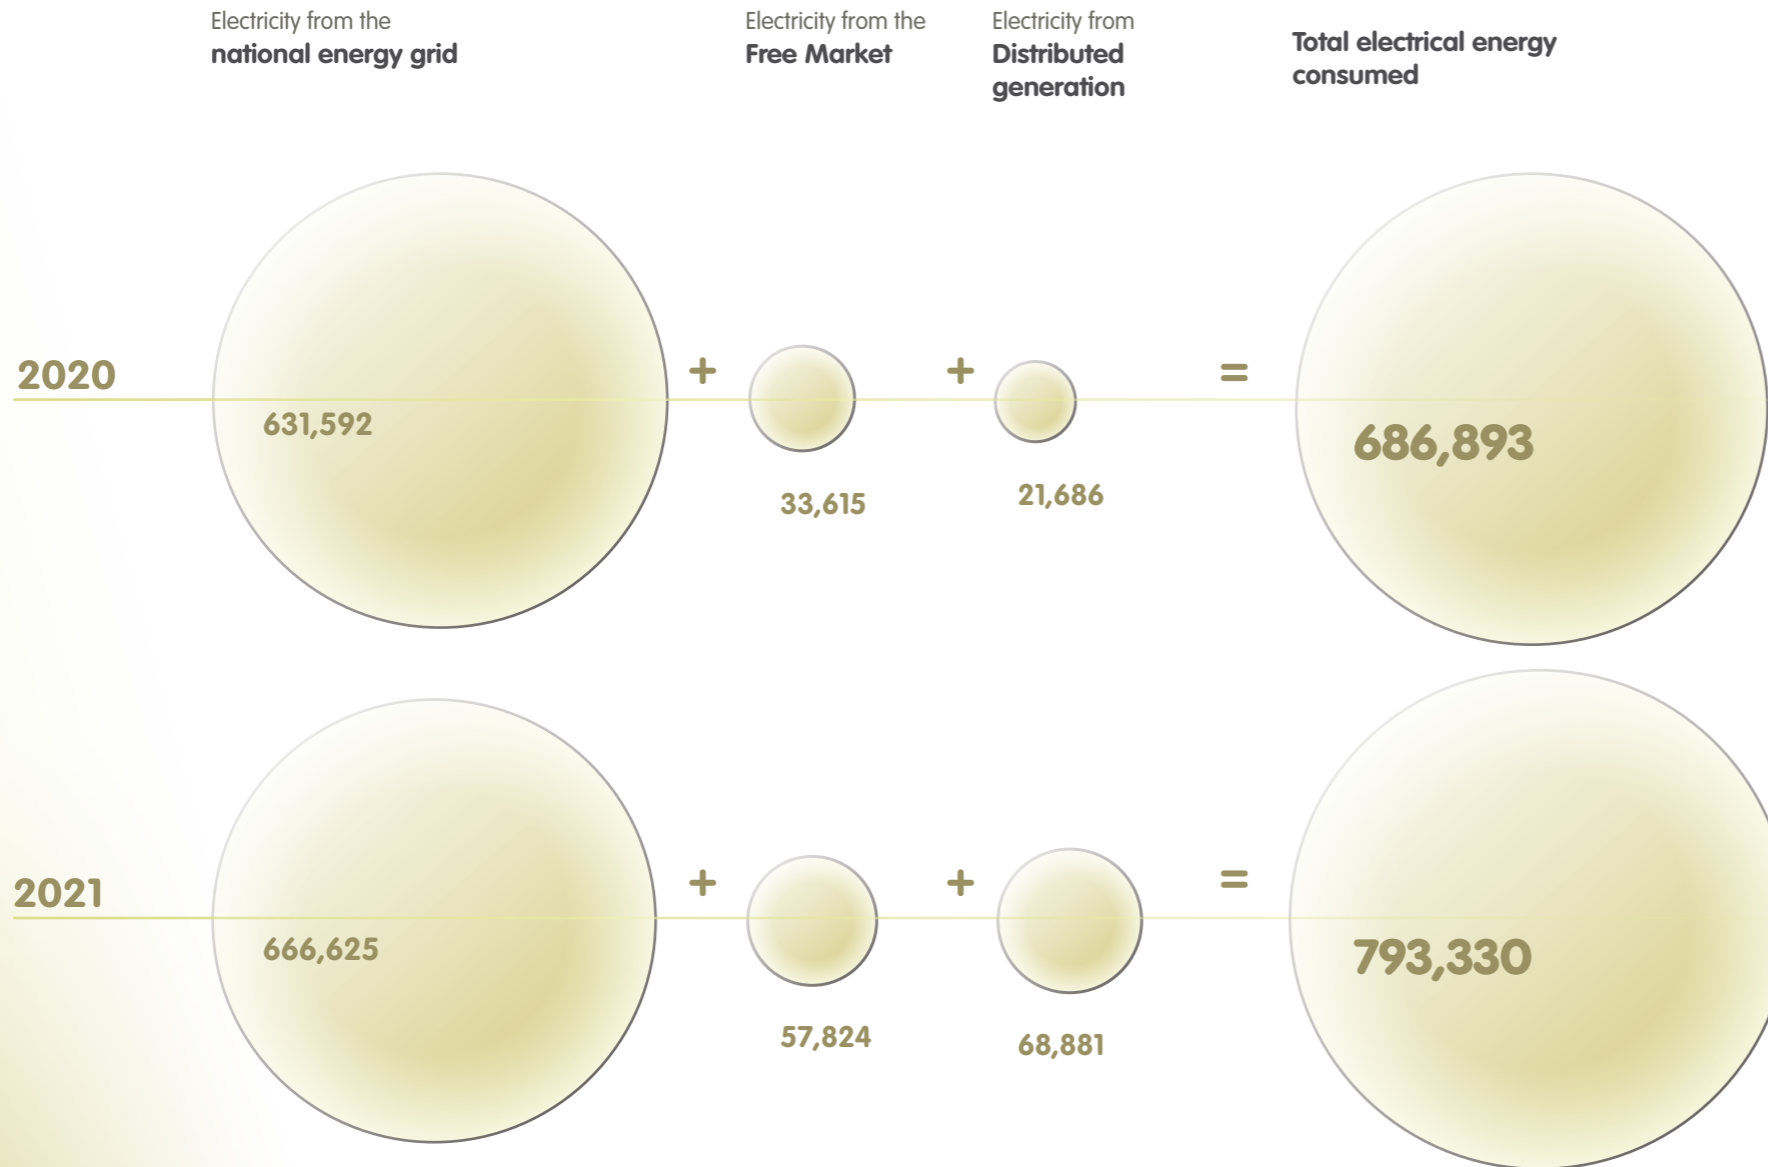 Electricity from the
national energy grid
Electricity from the
Free Market
Electricity from
Distributed
generation
Total electrical energy
consumed
2020
631,592
+
33,615
+
21,686
=
686,893
2021
666,625
+
57,824
+
68,881
=
793,330